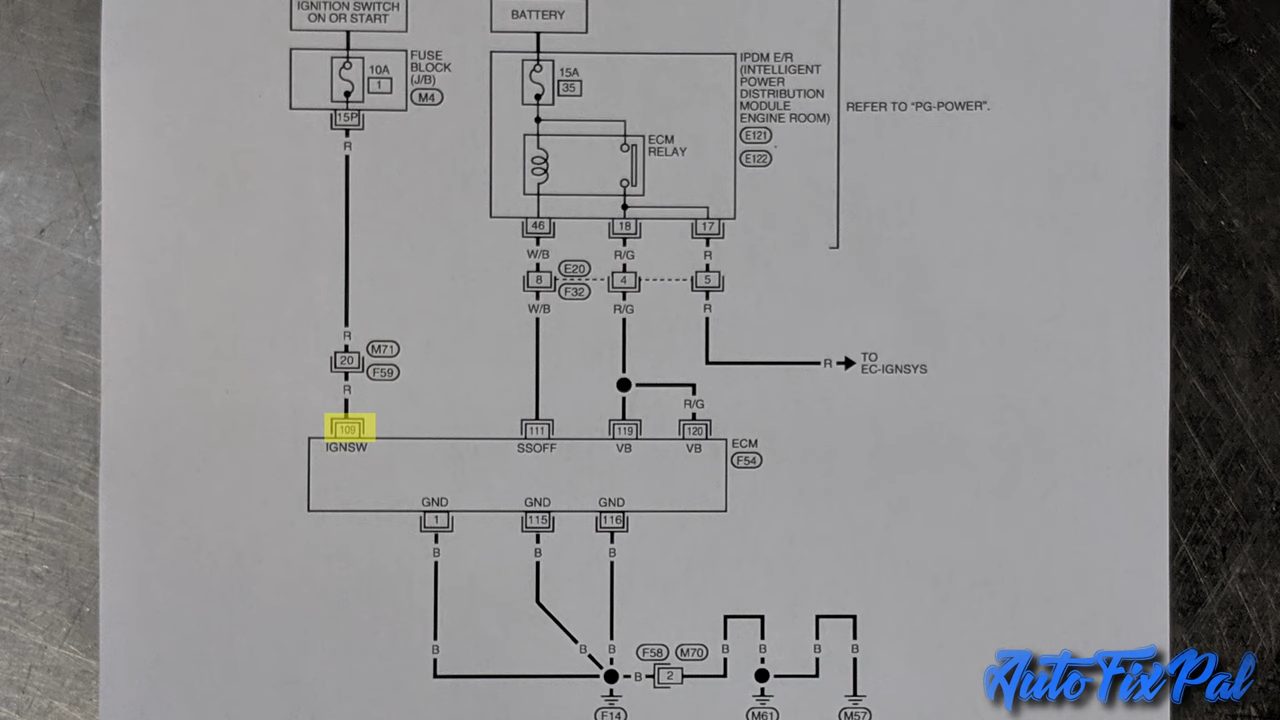 IGNITION SWITCH
ON OR START
BATTERY
10A
1
FUSE
BLOCK
(J/B)
M4
15A
35
IPDM E/R
(INTELLIGENT
POWER
DISTRIBUTION
MODULE
ENGINE ROOM)
E121
E122
REFER TO "PG-POWER".
ECM
RELAY
15P
R
46
18
17
W/B
R/G
R
8
E20
F32
4
5
W/B
R/G
R
R
20
M71
F59
R
R
TO
EC-IGNSYS
R/G
109
111
119
120
IGNSW
SSOFF
VB
VB
ECM
F54
GND
GND
GND
1
115
116
B
B
B
B
B
B
B
F58
M70
2
B
B
B
B
F14
M61
M57
Auto Fix Pal